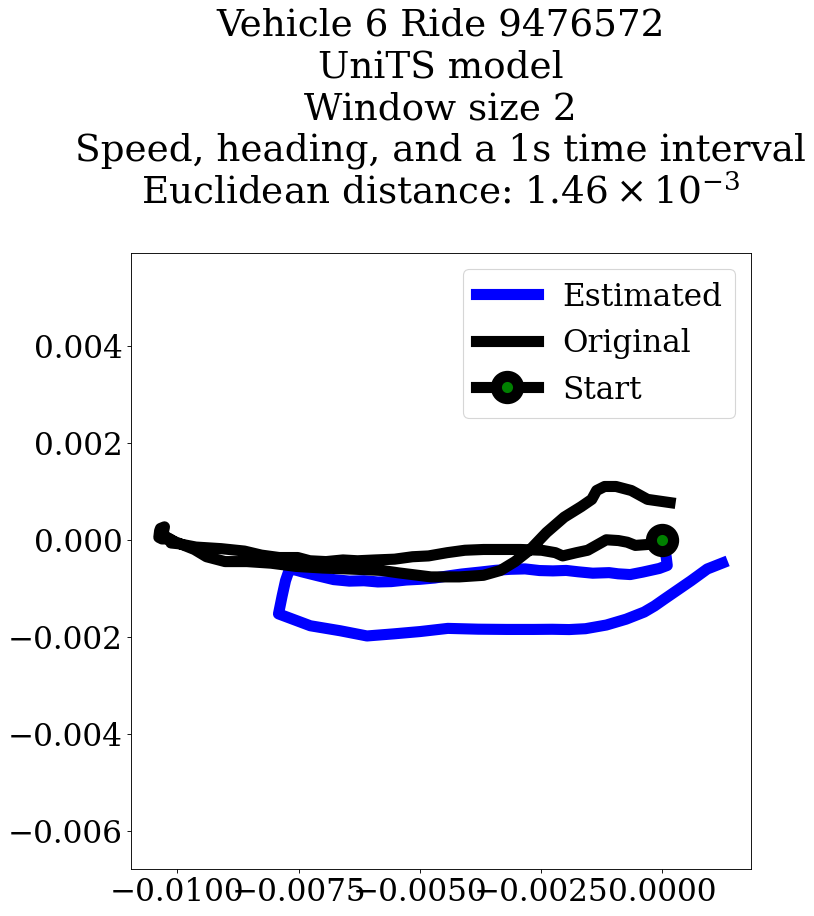 Vehicle 6 Ride 9476572
UniTS model
Window size 2
Speed, heading, and a 1s time interval
Euclidean distance: 1.46 × 10⁻³
Estimated
Original
Start
0.004
0.002
0.000
−0.002
−0.004
−0.006
−0.0100 −0.0075 −0.0050 −0.0025 0.0000